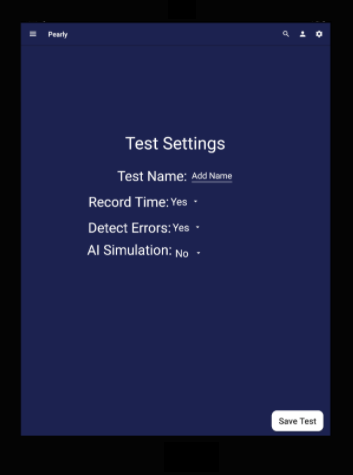 Pearly
Test Settings
Test Name: Add Name
Record Time: Yes
Detect Errors: Yes
AI Simulation: No
Save Test